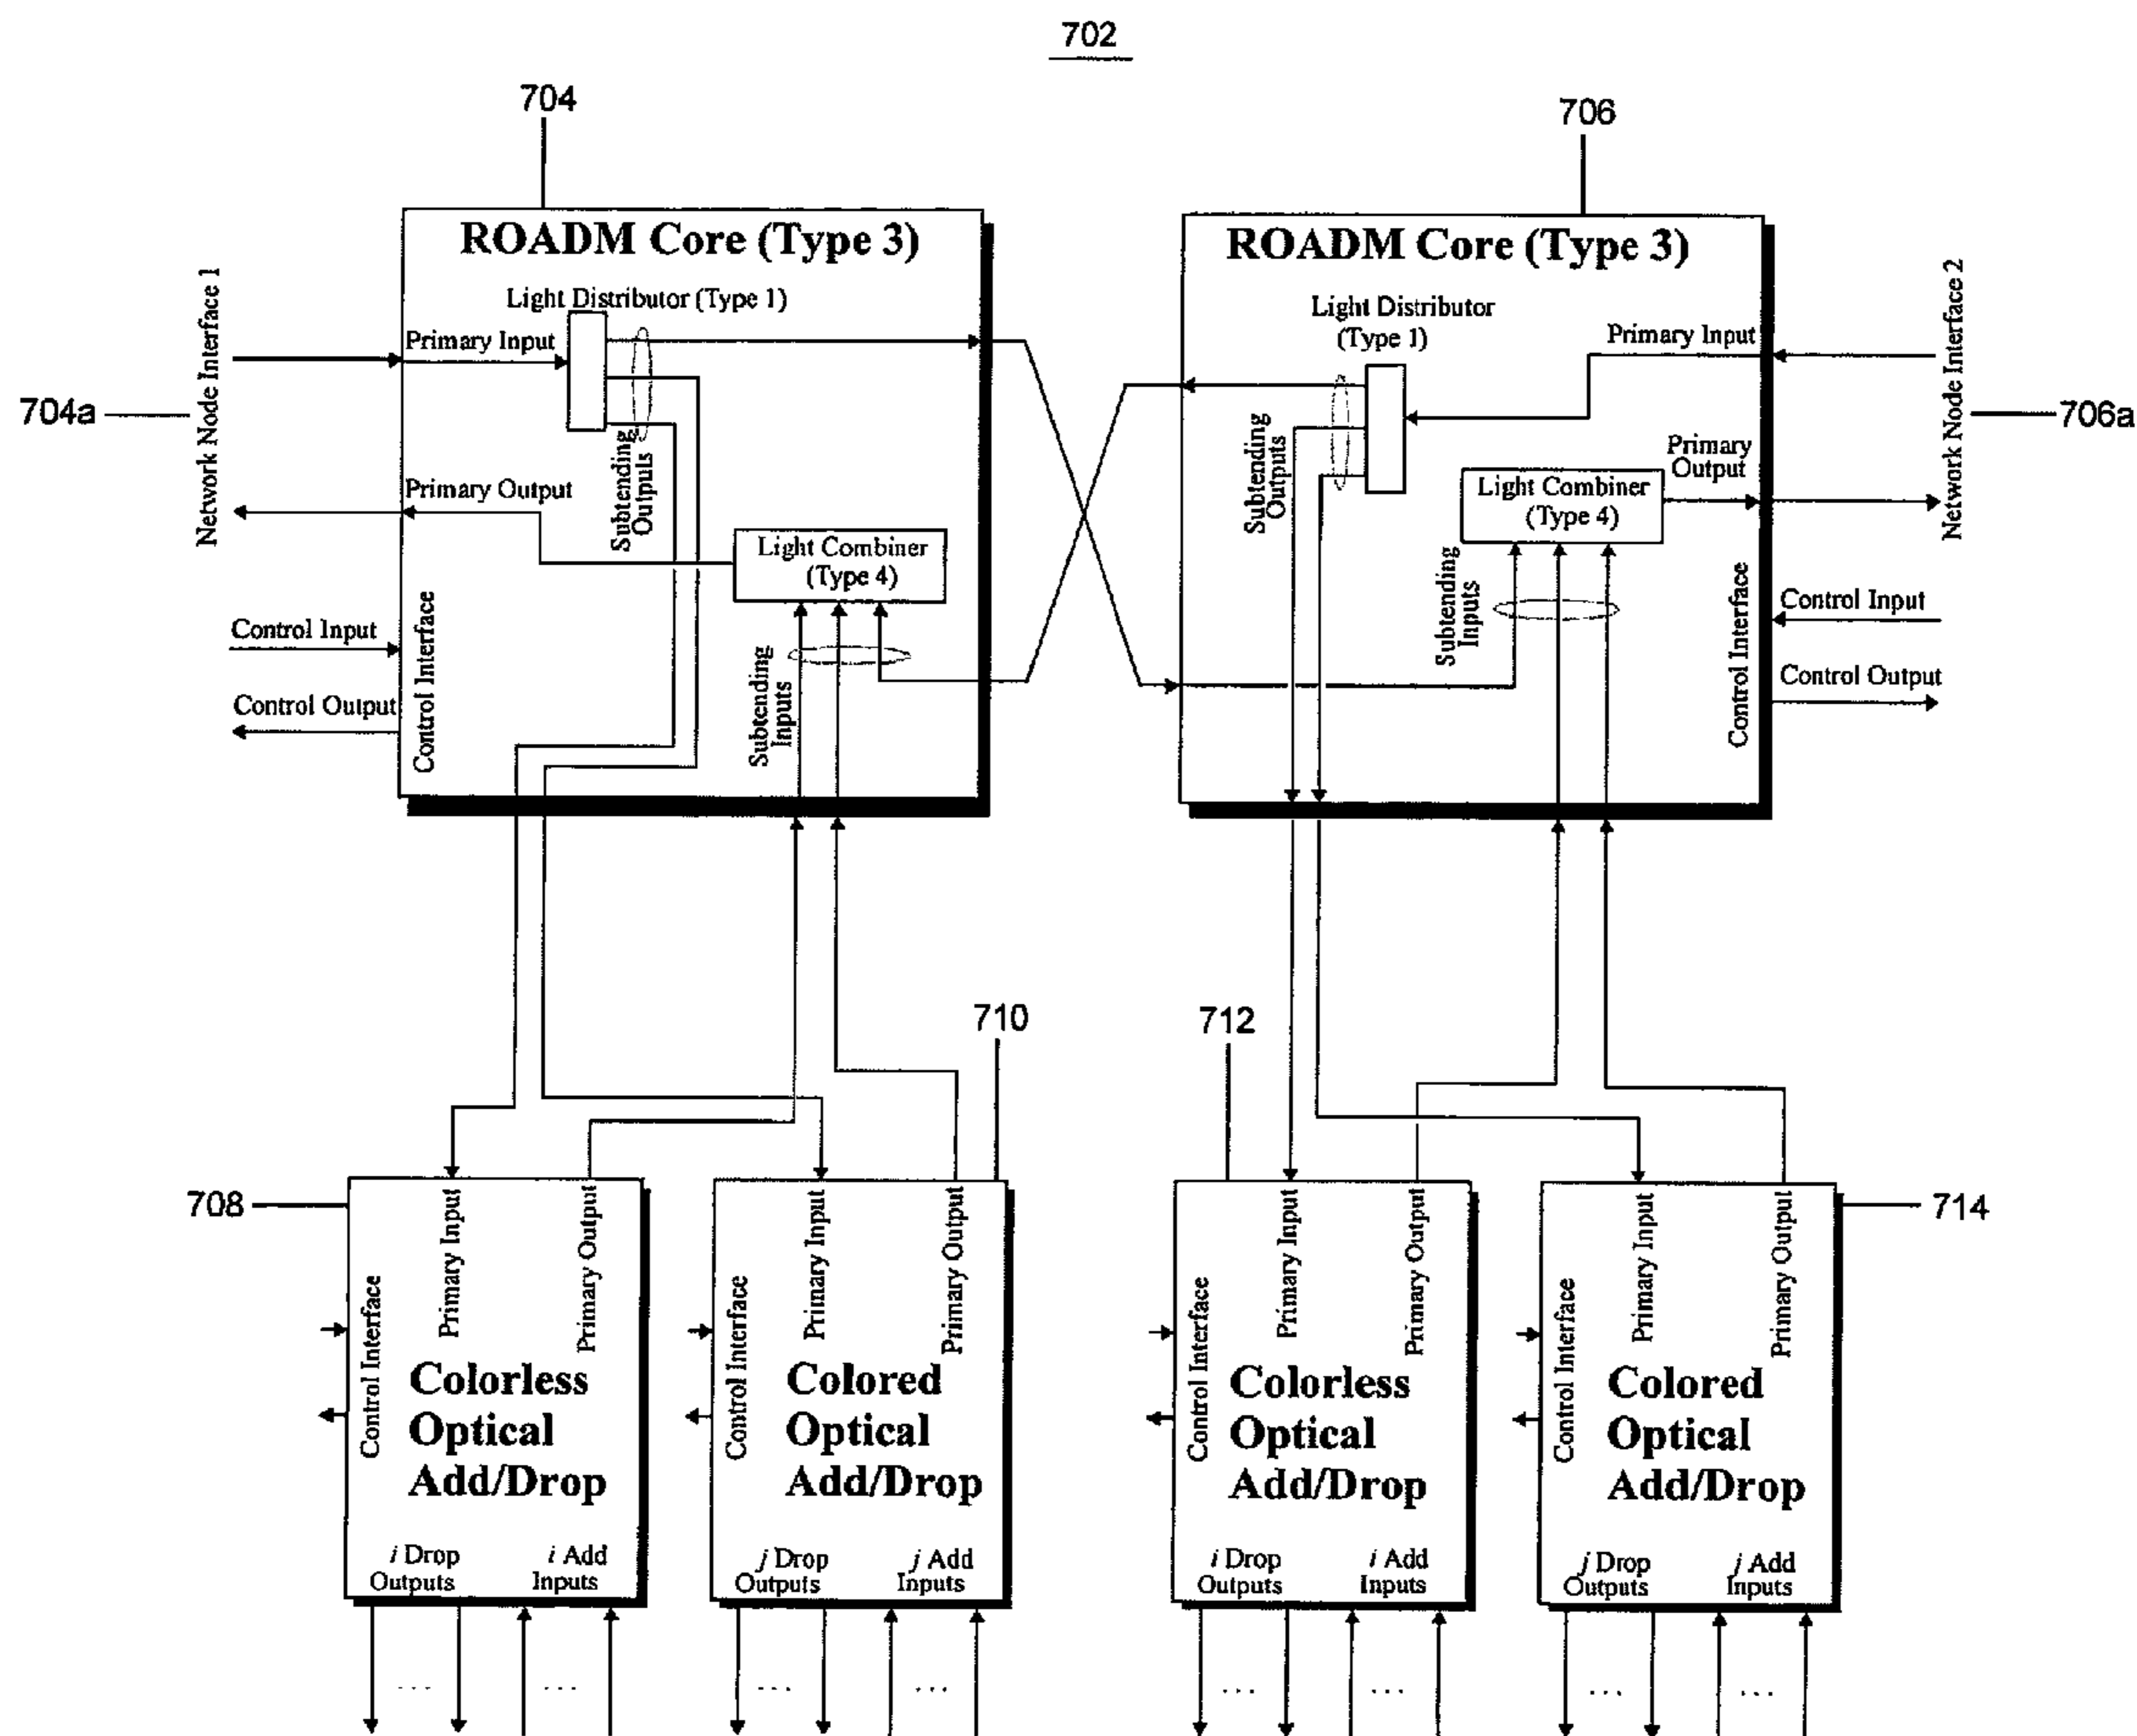 702
704
706
ROADM Core (Type 3)
Light Distributor (Type 1)
Network Node Interface 1
704a
Primary Input
Subtending
Outputs
Primary Output
Light Combiner
(Type 4)
Control Input
Control Output
Control Interface
Subtending
Inputs
ROADM Core (Type 3)
Light Distributor
(Type 1)
Primary Input
Network Node Interface 2
706a
Subtending
Outputs
Primary
Output
Light Combiner
(Type 4)
Subtending
Inputs
Control Interface
Control Input
Control Output
710
712
708
714
Control Interface
Primary Input
Primary Output
Colorless
Optical
Add/Drop
i Drop
Outputs
i Add
Inputs
...
...
Control Interface
Primary Input
Primary Output
Colored
Optical
Add/Drop
j Drop
Outputs
j Add
Inputs
...
...
Control Interface
Primary Input
Primary Output
Colorless
Optical
Add/Drop
i Drop
Outputs
i Add
Inputs
...
...
Control Interface
Primary Input
Primary Output
Colored
Optical
Add/Drop
j Drop
Outputs
j Add
Inputs
...
...